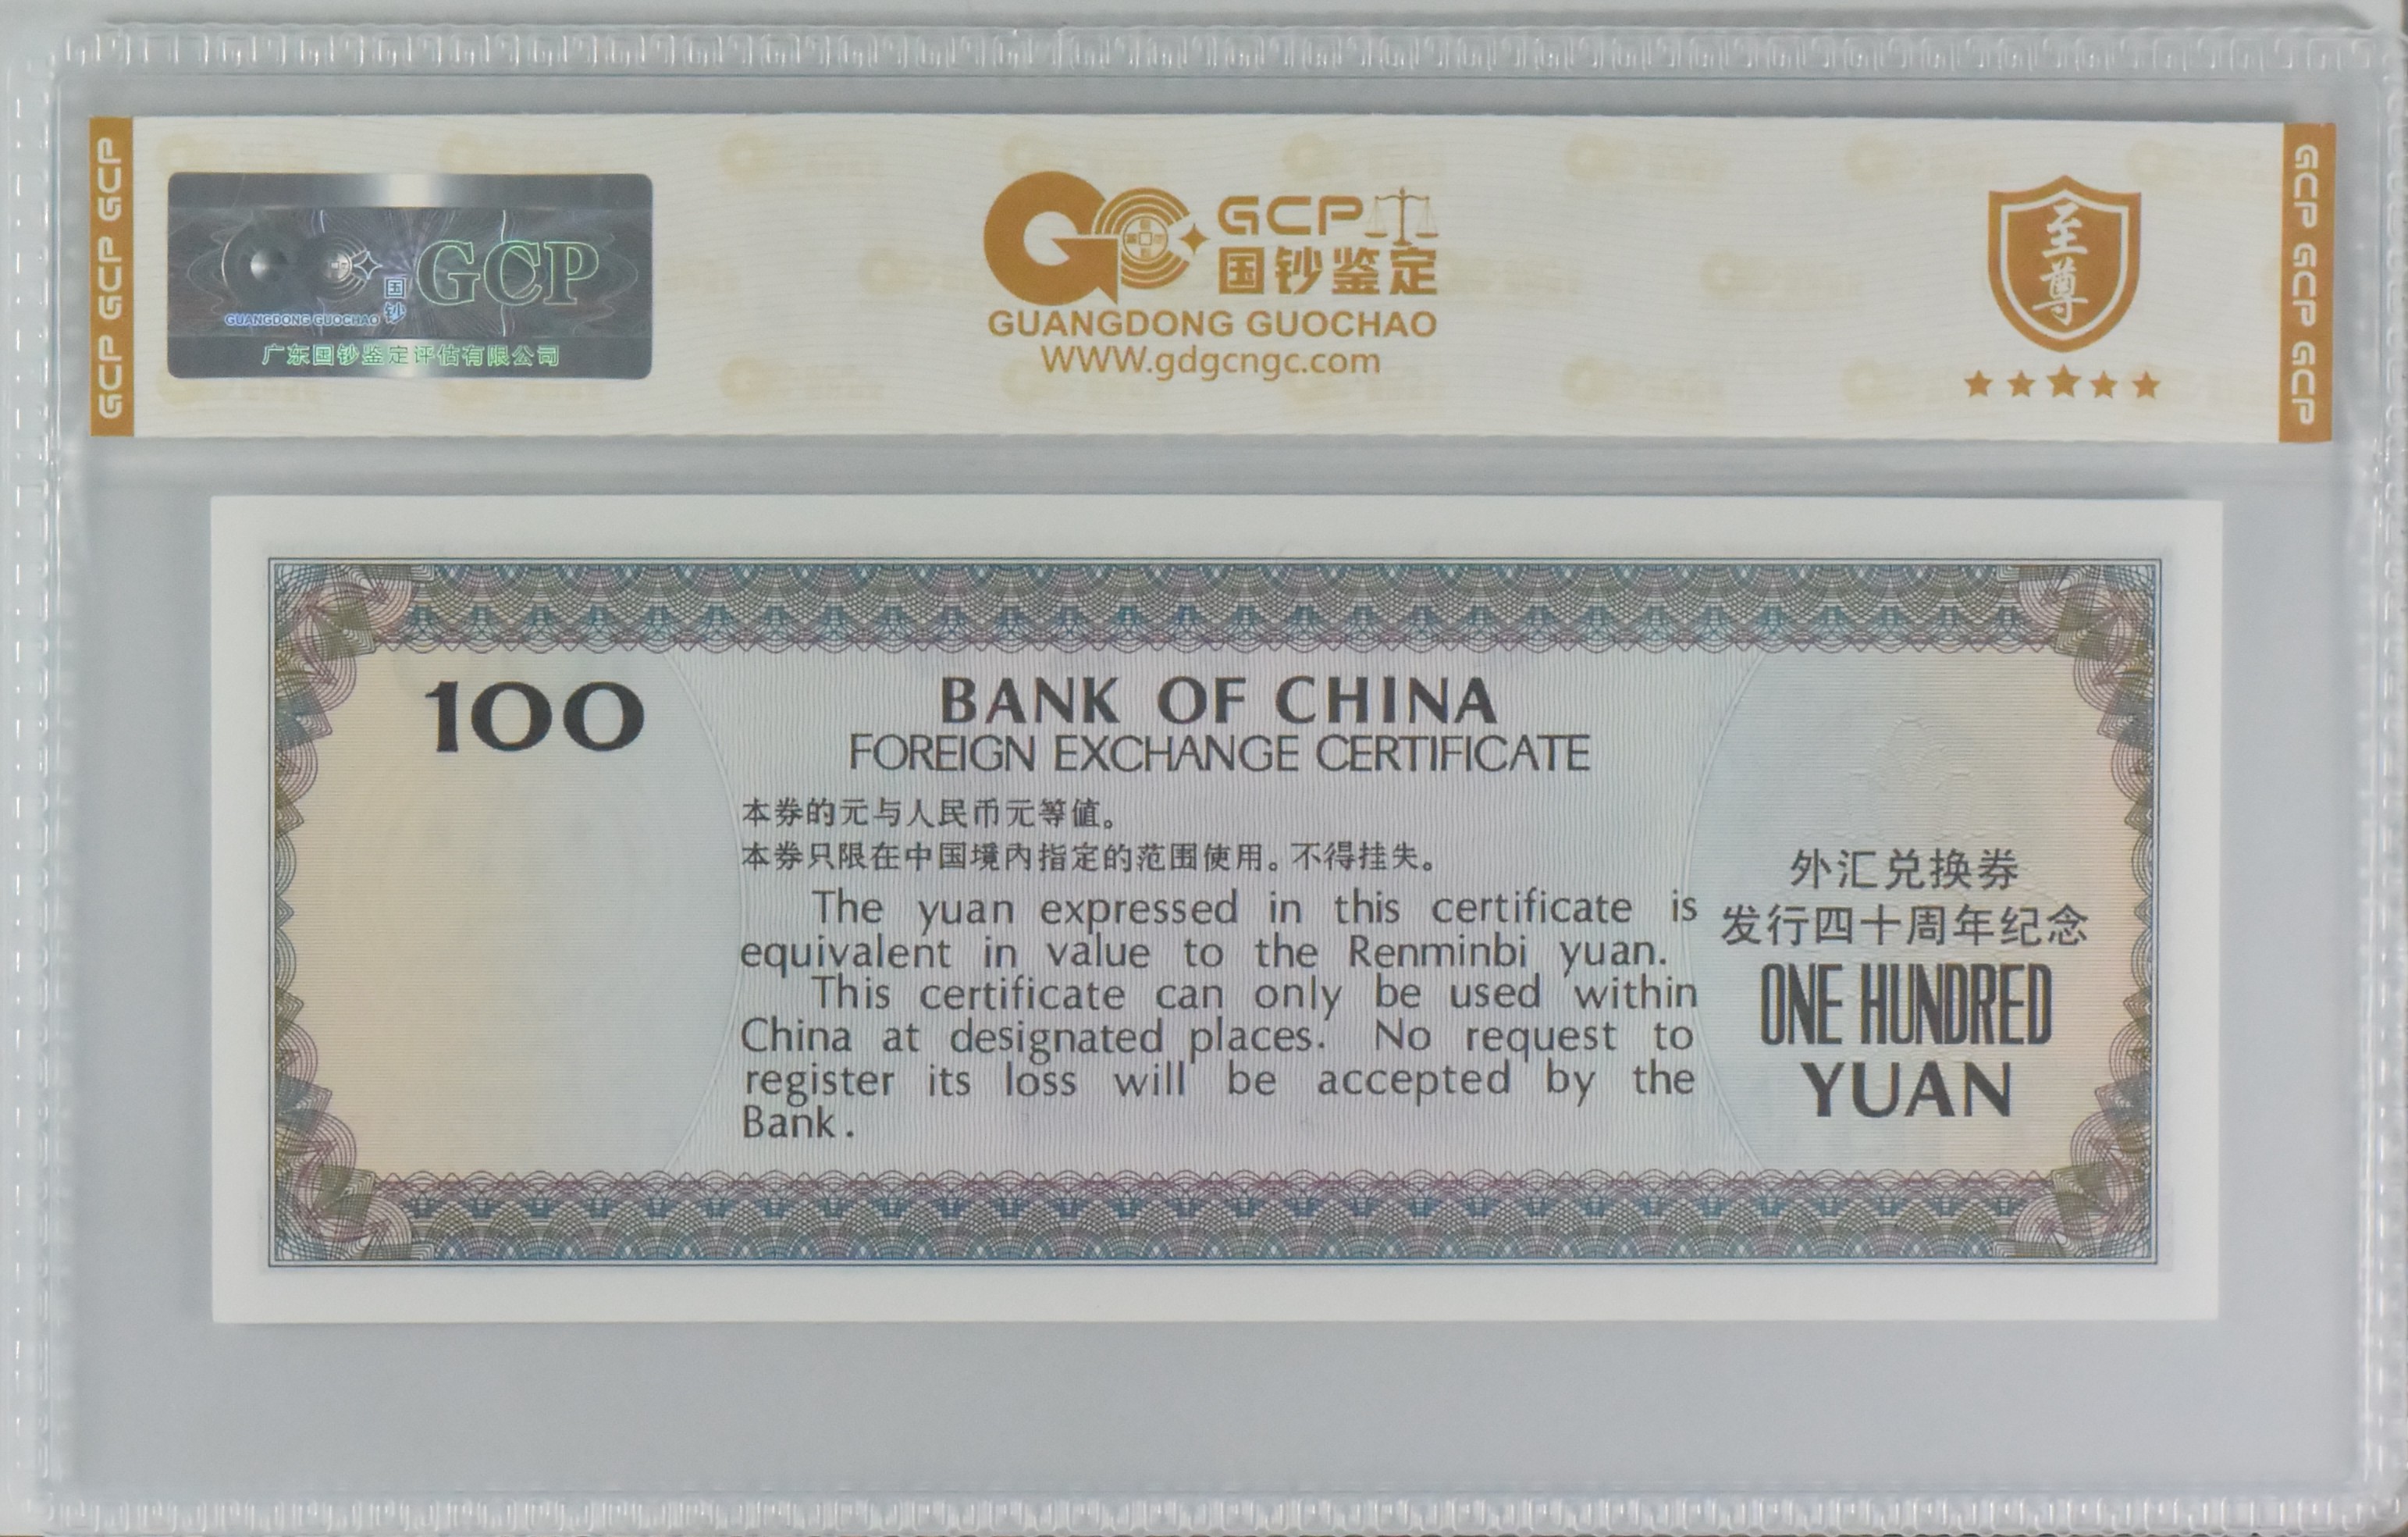 GCP GCP GCP
国钞 GCP
GUANGDONG GUOCHAO
广东国钞鉴定评估有限公司
GCP
国钞鉴定
GUANGDONG GUOCHAO
WWW.gdgcngc.com
至尊
GCP GCP GCP
100
BANK OF CHINA
FOREIGN EXCHANGE CERTIFICATE
本券的元与人民币元等值。
本券只限在中国境内指定的范围使用。不得挂失。
The yuan expressed in this certificate is
equivalent in value to the Renminbi yuan.
This certificate can only be used within
China at designated places. No request to
register its loss will be accepted by the
Bank.
外汇兑换券
发行四十周年纪念
ONE HUNDRED
YUAN